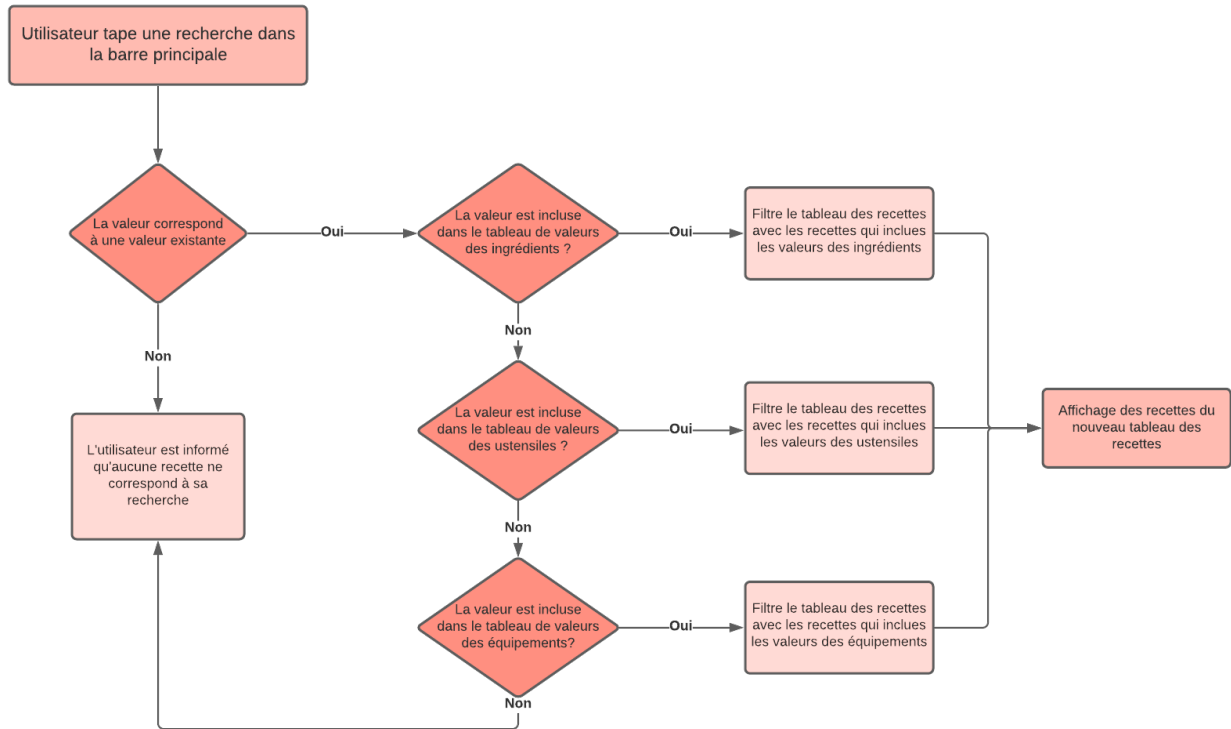 Utilisateur tape une recherche dans
la barre principale
La valeur correspond
à une valeur existante
Oui
La valeur est incluse
dans le tableau de valeurs
des ingrédients ?
Oui
Filtre le tableau des recettes
avec les recettes qui inclues
les valeurs des ingrédients
Non
Non
L'utilisateur est informé
qu'aucune recette ne
correspond à sa
recherche
La valeur est incluse
dans le tableau de valeurs
des ustensiles ?
Oui
Filtre le tableau des recettes
avec les recettes qui inclues
les valeurs des ustensiles
Affichage des recettes du
nouveau tableau des
recettes
Non
La valeur est incluse
dans le tableau de valeurs
des équipements?
Oui
Filtre le tableau des recettes
avec les recettes qui inclues
les valeurs des équipements
Non